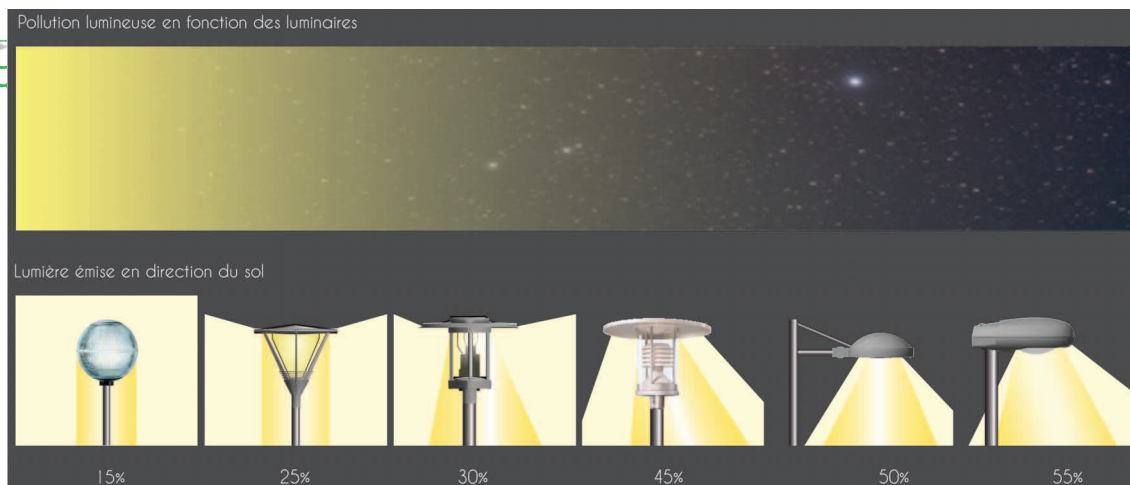 Pollution lumineuse en fonction des luminaires
Lumière émise en direction du sol
15% 25% 30% 45% 50% 55%